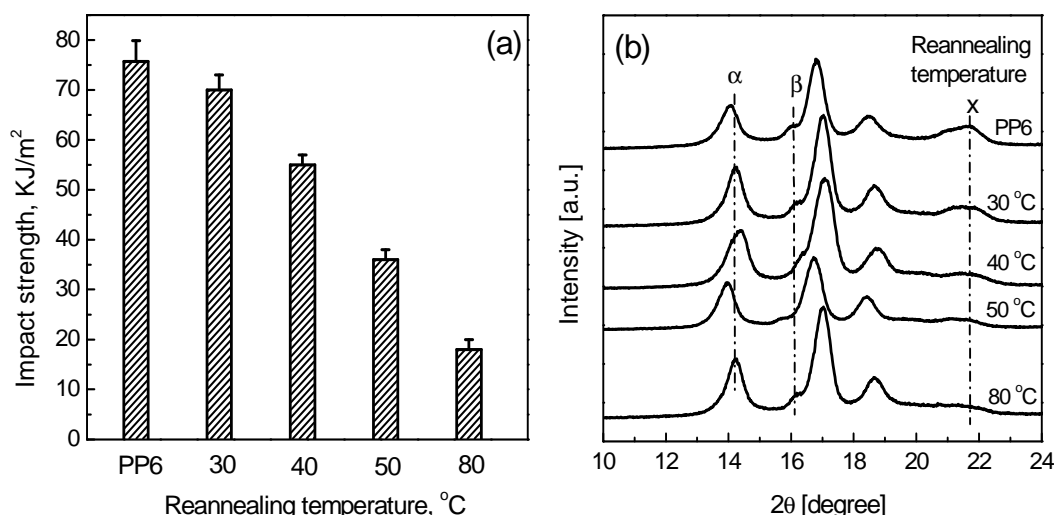 (a)
Impact strength, KJ/m²
80
70
60
50
40
30
20
10
0
PP6 30 40 50 80
Reannealing temperature, °C
(b)
Reannealing
temperature
α β x
PP6
30 °C
40 °C
50 °C
80 °C
Intensity [a.u.]
10 12 14 16 18 20 22 24
2θ [degree]